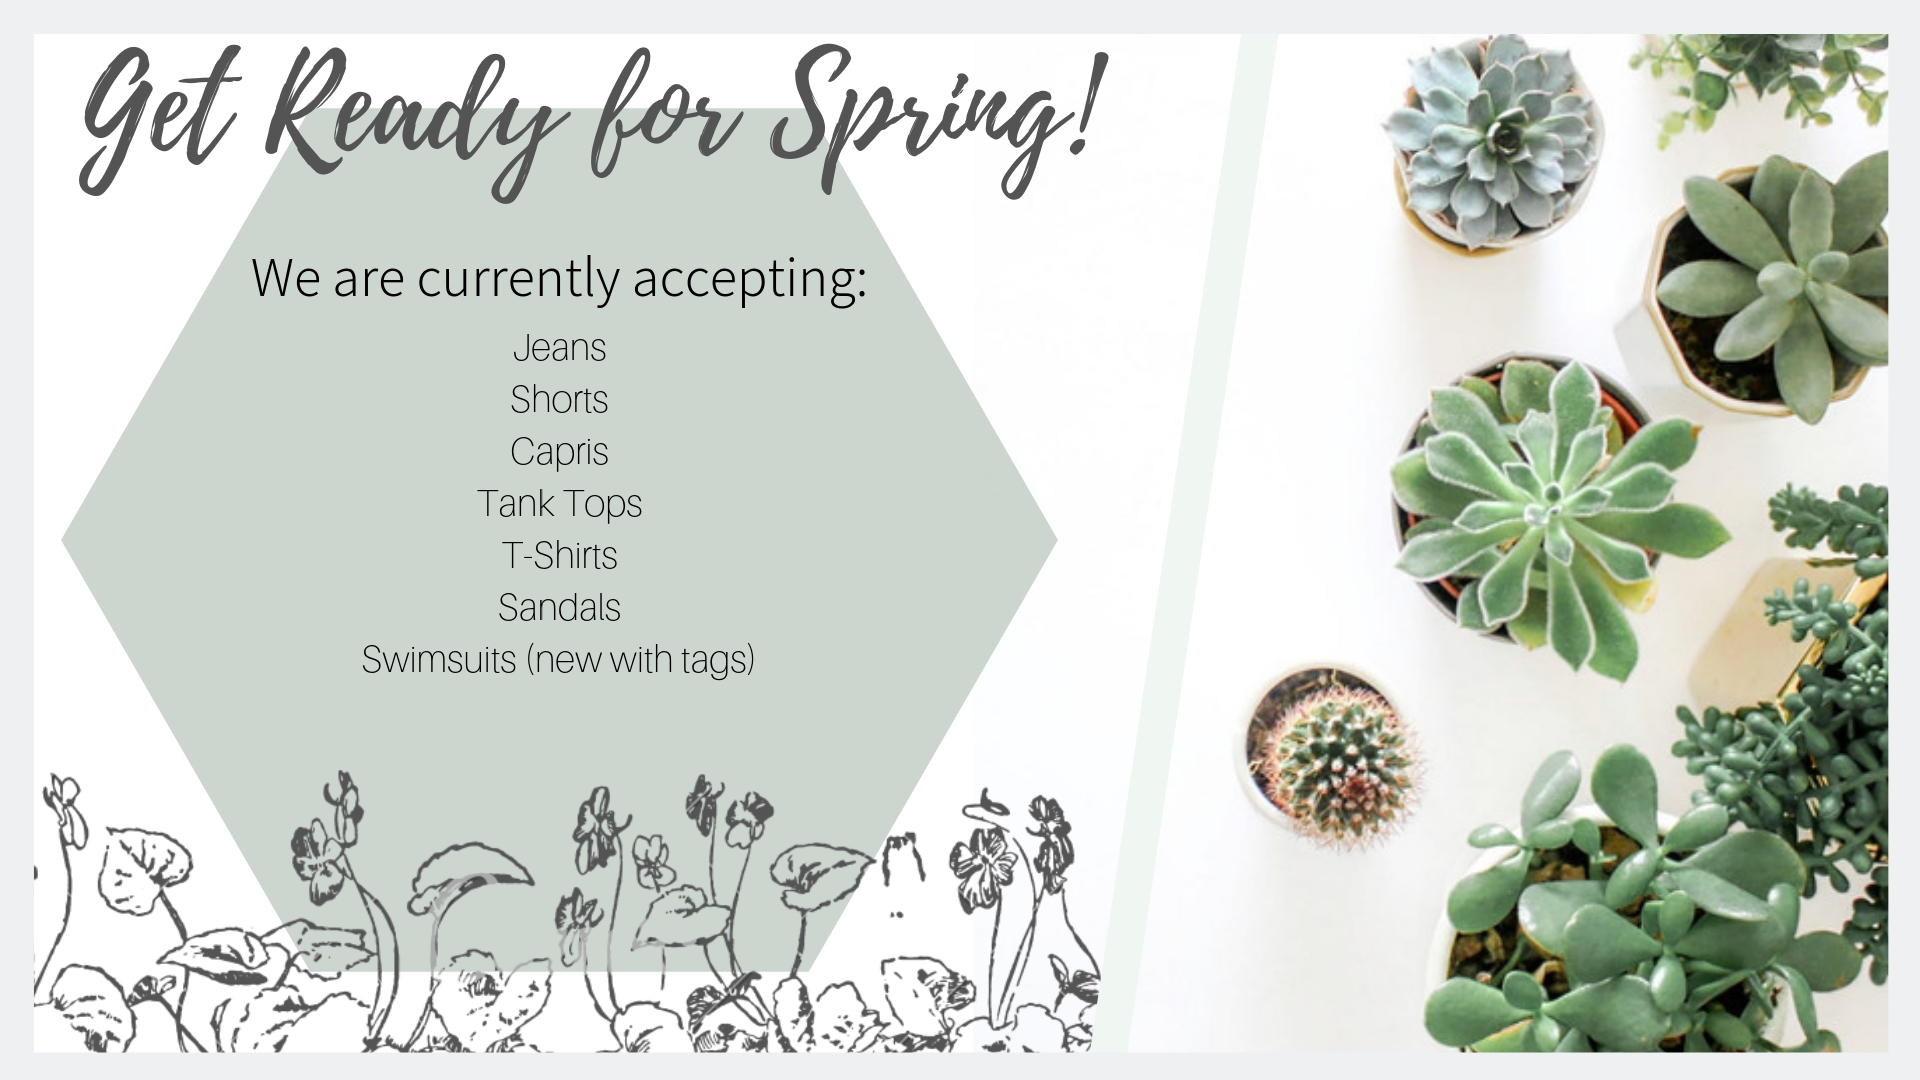 Get Ready for Spring!
We are currently accepting:
Jeans
Shorts
Capris
Tank Tops
T-Shirts
Sandals
Swimsuits (new with tags)